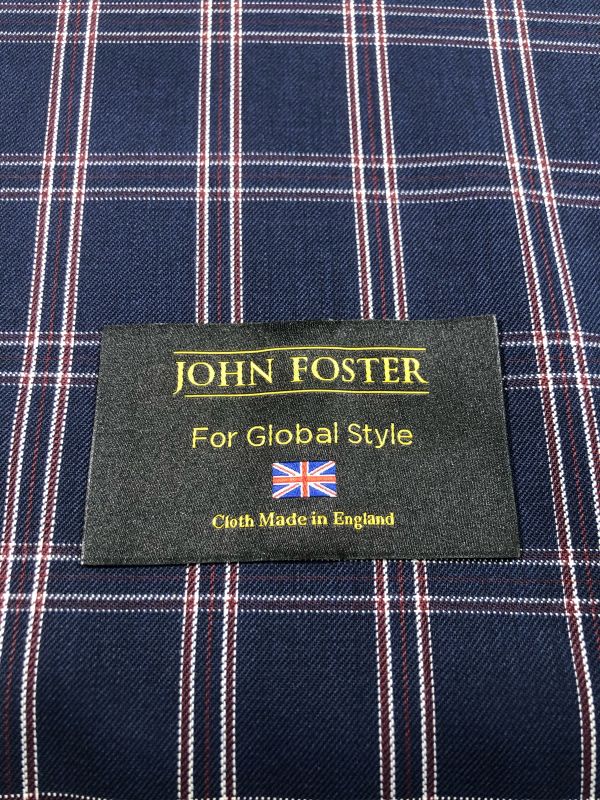 JOHN FOSTER
For Global Style
Cloth Made in England